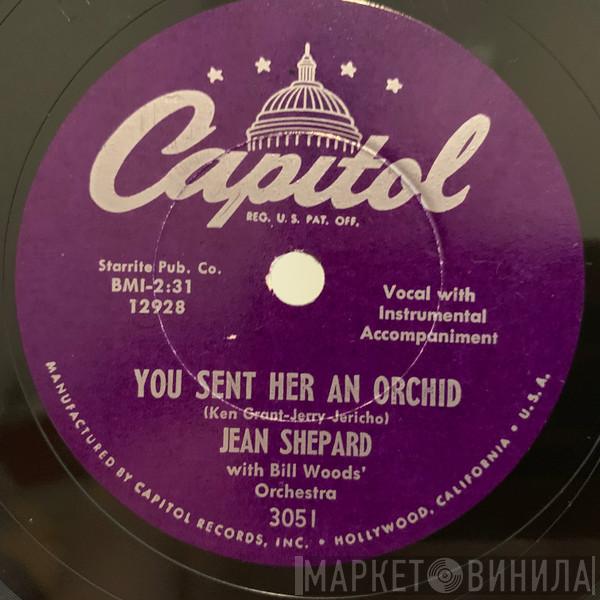 Capitol
REG. U.S. PAT. OFF.
Starrite Pub. Co.
BMI-2:31
12928
Vocal with
Instrumental
Accompaniment
YOU SENT HER AN ORCHID
(Ken Grant-Jerry Jericho)
JEAN SHEPARD
with Bill Woods'
Orchestra
3051
MANUFACTURED BY CAPITOL RECORDS, INC. • HOLLYWOOD, CALIFORNIA • U.S.A.
МАРКЕТ ВИНИЛА